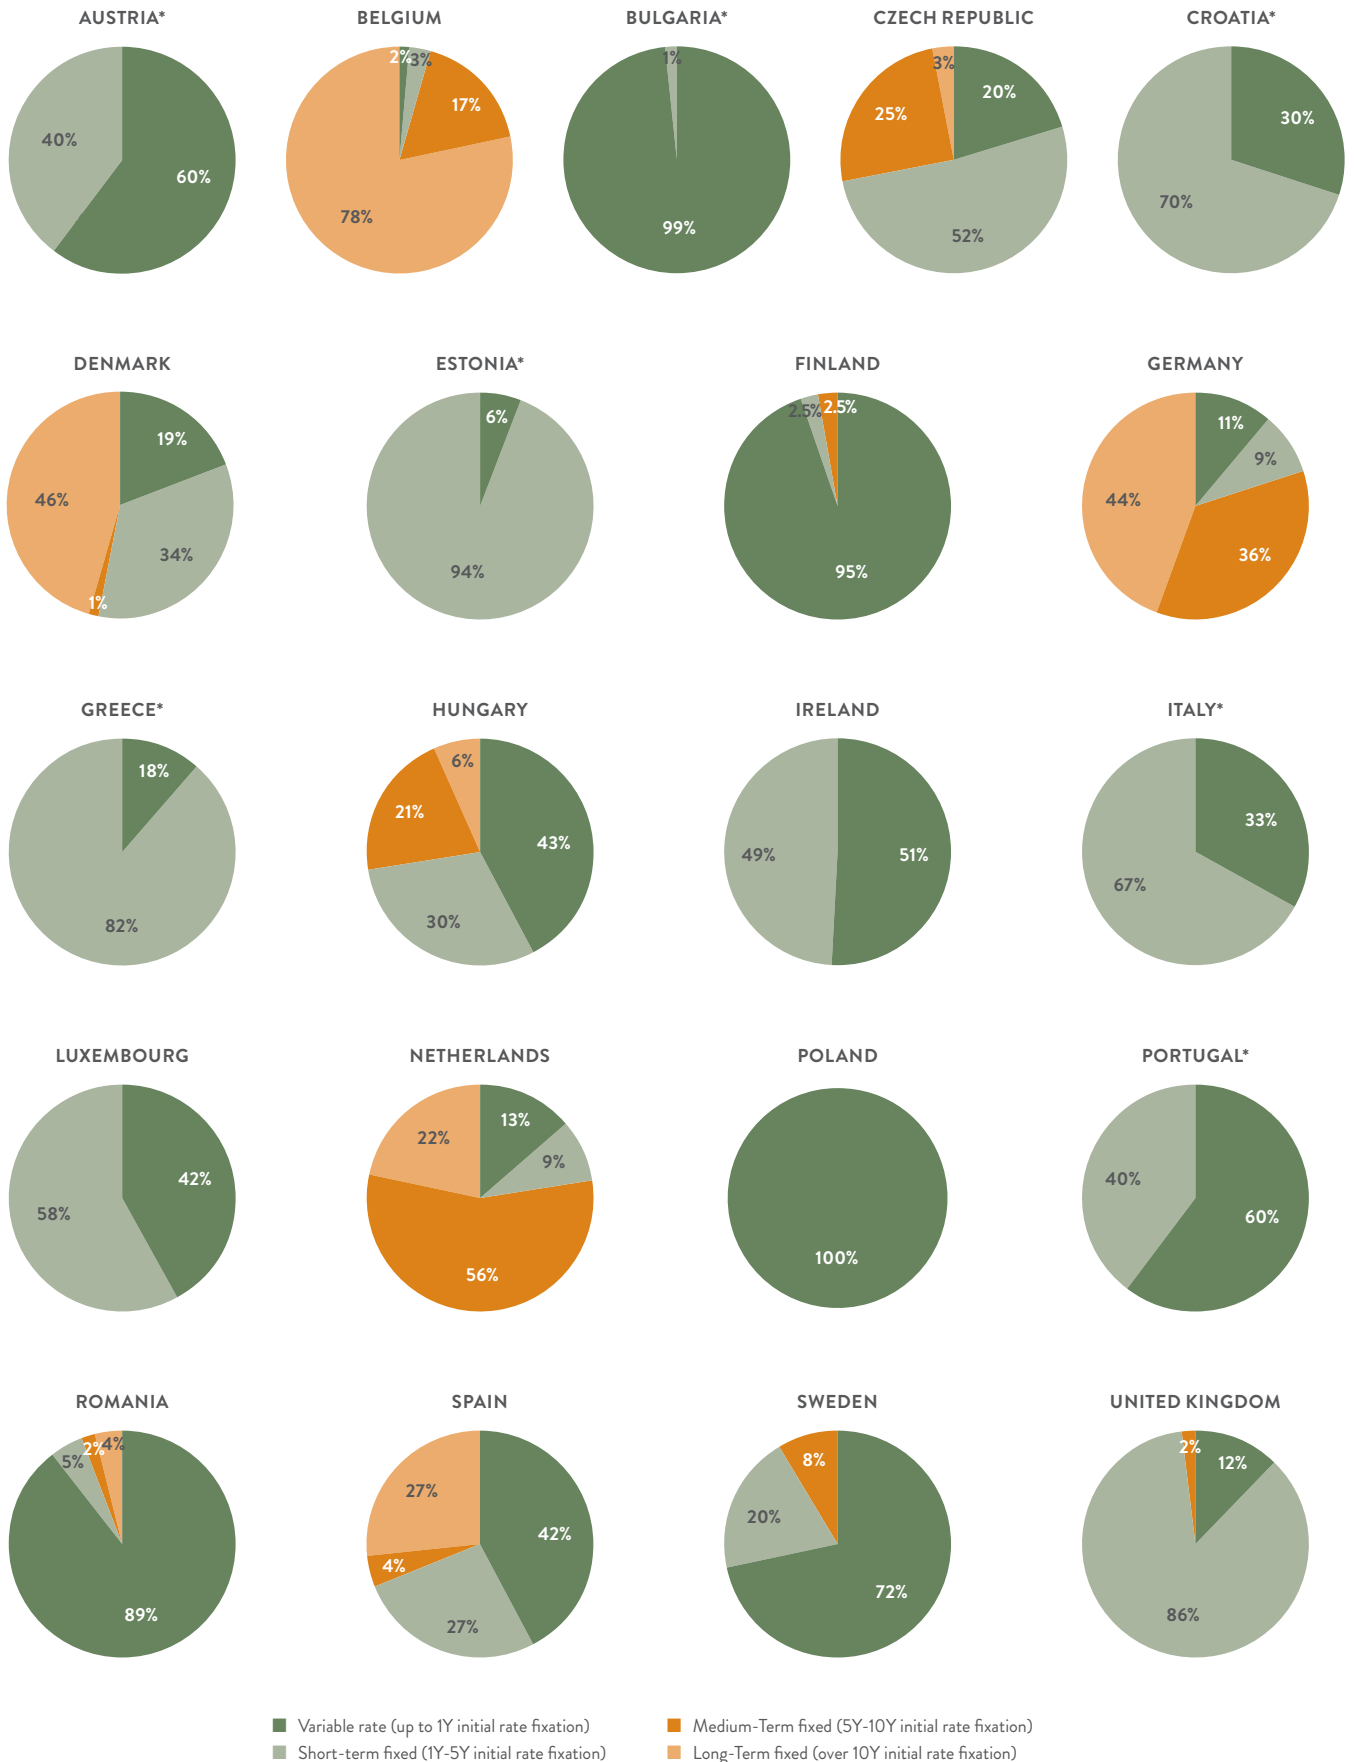 AUSTRIA*
40%
60%
BELGIUM
2%
3%
17%
78%
BULGARIA*
1%
99%
CZECH REPUBLIC
3%
20%
25%
52%
CROATIA*
30%
70%
DENMARK
19%
46%
34%
1%
ESTONIA*
6%
94%
FINLAND
2.5%
2.5%
95%
GERMANY
11%
9%
44%
36%
GREECE*
18%
82%
HUNGARY
6%
21%
43%
30%
IRELAND
49%
51%
ITALY*
33%
67%
LUXEMBOURG
42%
58%
NETHERLANDS
13%
22%
9%
56%
POLAND
100%
PORTUGAL*
40%
60%
ROMANIA
4%
2%
5%
89%
SPAIN
27%
42%
4%
27%
SWEDEN
8%
20%
72%
UNITED KINGDOM
2%
12%
86%
Variable rate (up to 1Y initial rate fixation)
Medium-Term fixed (5Y-10Y initial rate fixation)
Short-term fixed (1Y-5Y initial rate fixation)
Long-Term fixed (over 10Y initial rate fixation)